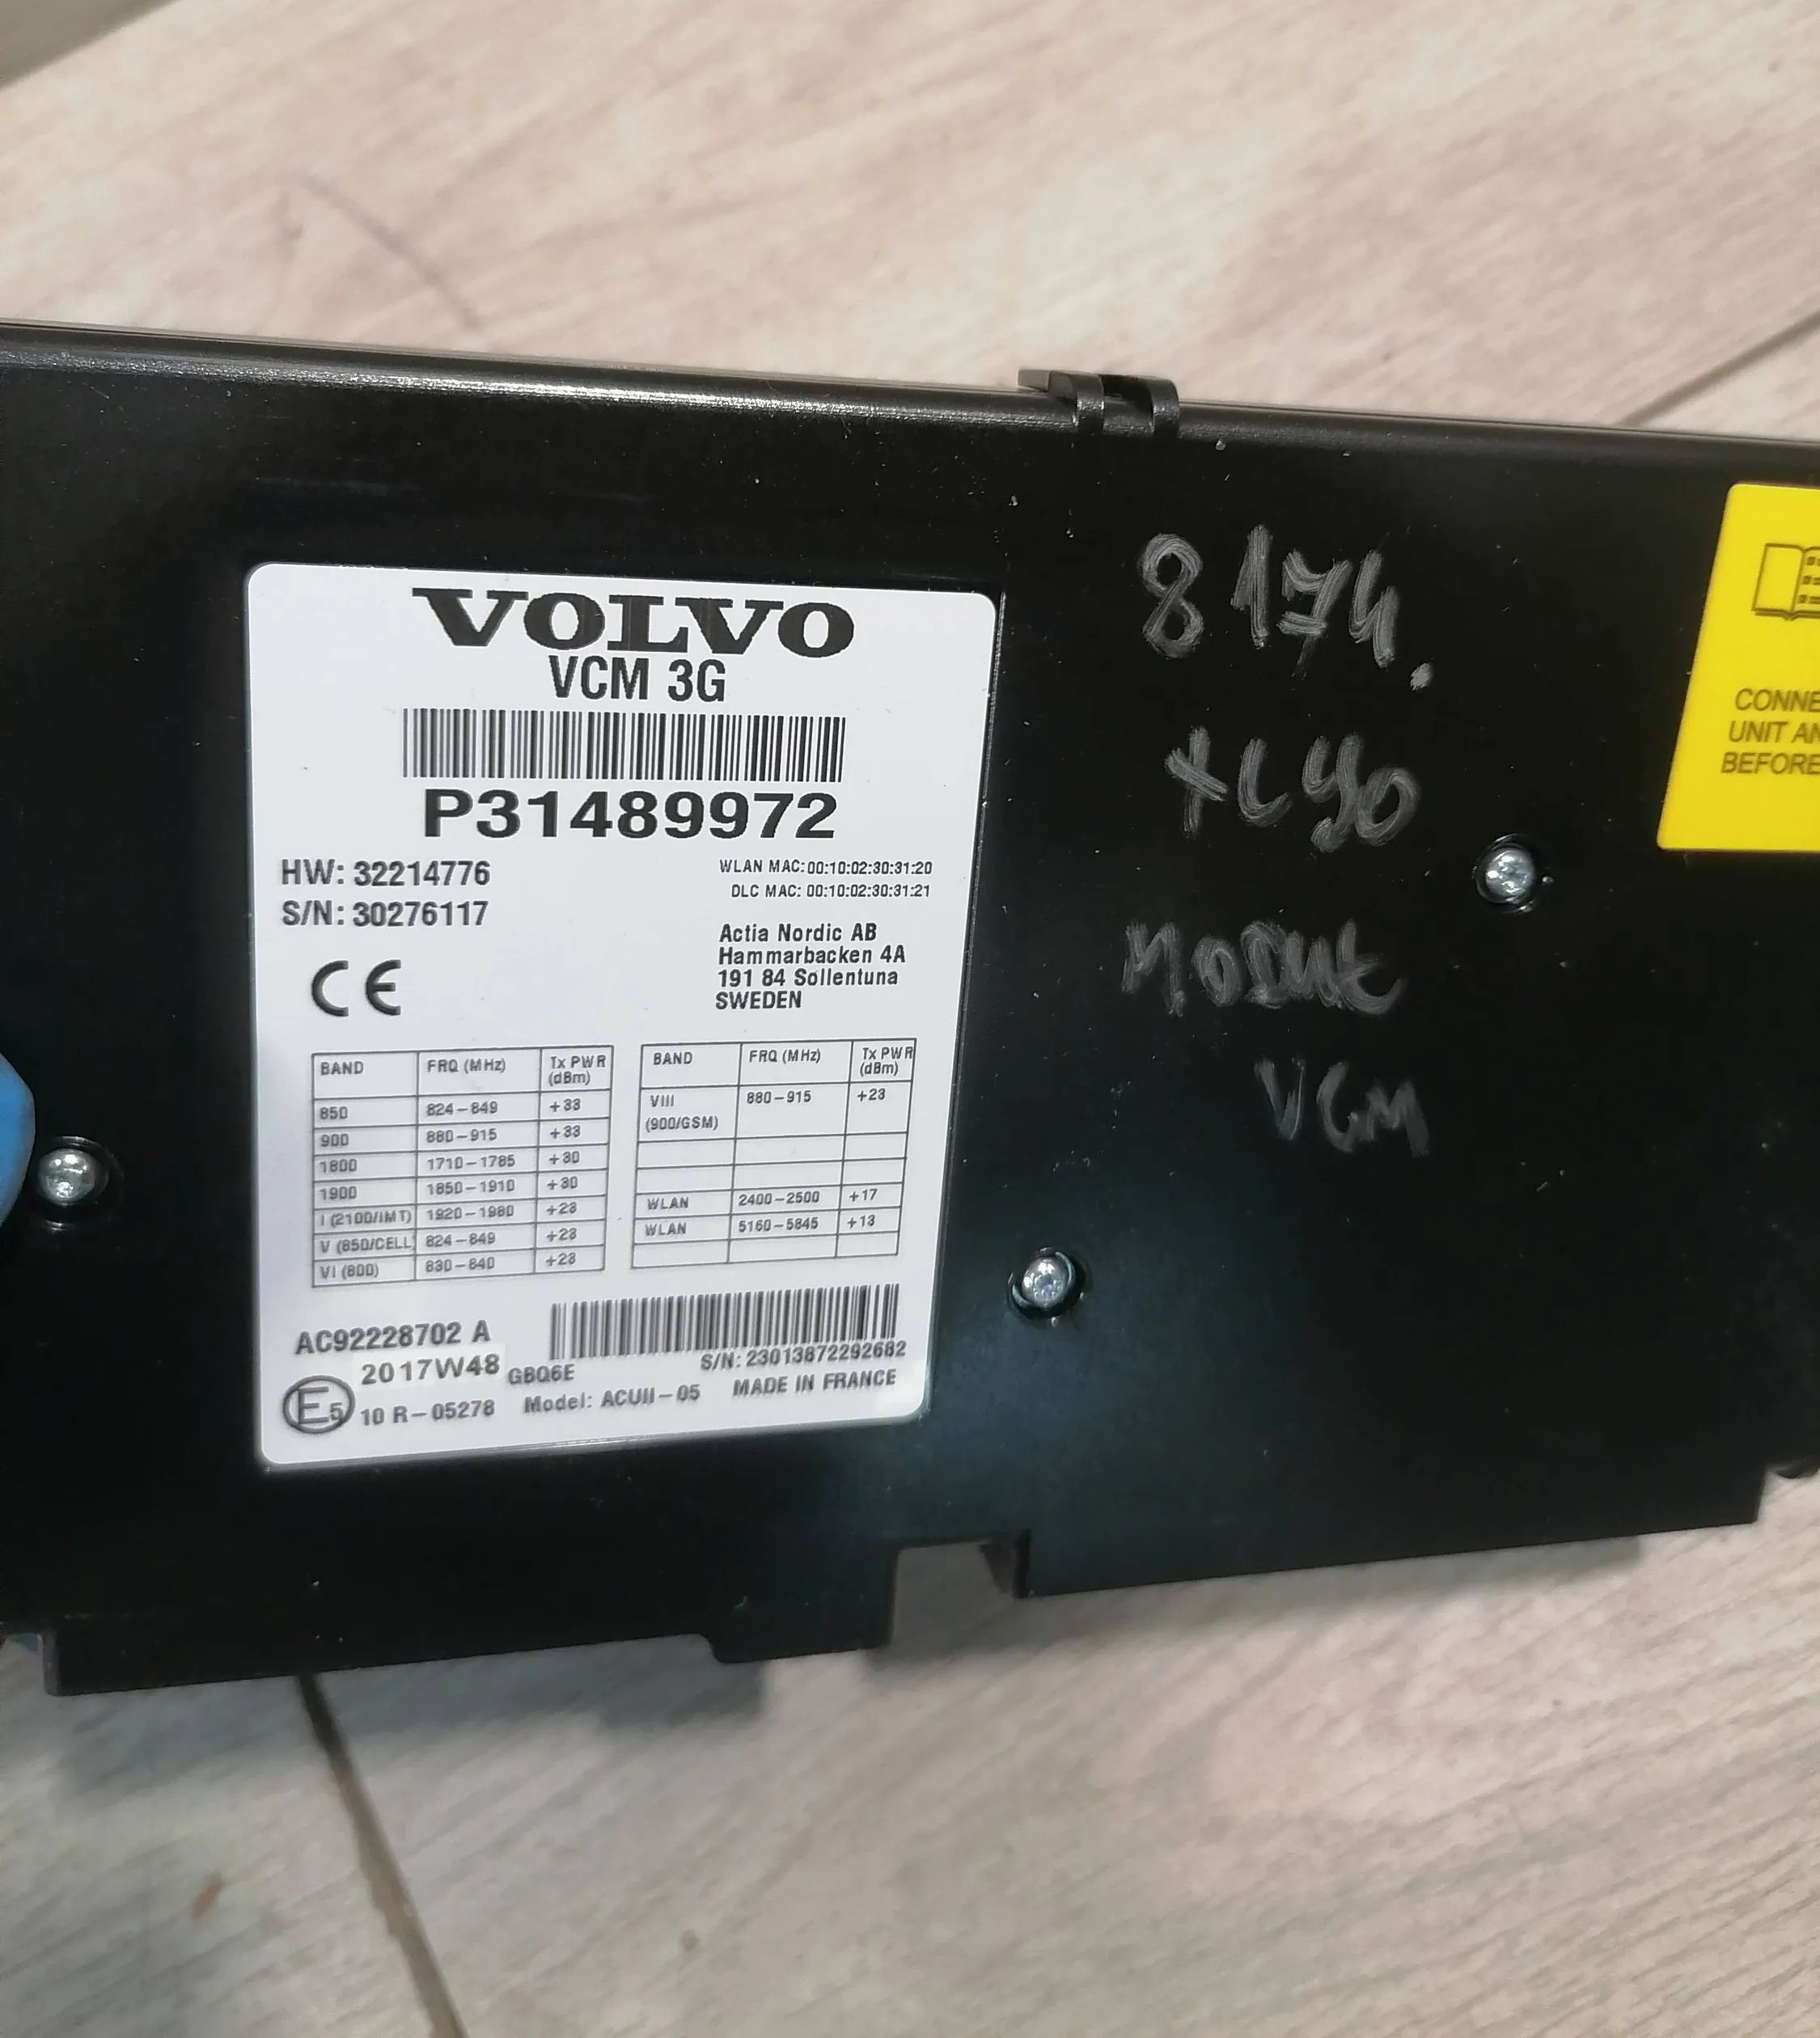 VOLVO
VCM 3G
P31489972
HW: 32214776
S/N: 30276117
WLAN MAC: 00:10:02:30:31:20
DLC MAC: 00:10:02:30:31:21
Actia Nordic AB
Hammarbacken 4A
191 84 Sollentuna
SWEDEN
CE
BAND FRQ (MHz) Tx PWR (dBm)
850 824-849 +33
900 880-915 +33
1800 1710-1785 +30
1900 1850-1910 +30
I (2100/IMT) 1920-1980 +23
V (850/CELL) 824-849 +23
VI (800) 830-840 +23
BAND FRQ (MHz) Tx PWR (dBm)
VIII (900/GSM) 880-915 +23
WLAN 2400-2500 +17
WLAN 5160-5845 +13
AC92228702 A
2017W48 GBQ6E
S/N: 23013872292682
E5 10 R-05278 Model: ACUII-05 MADE IN FRANCE
8174.
XC90
MODULE
VCM
CONNE
UNIT AN
BEFORE